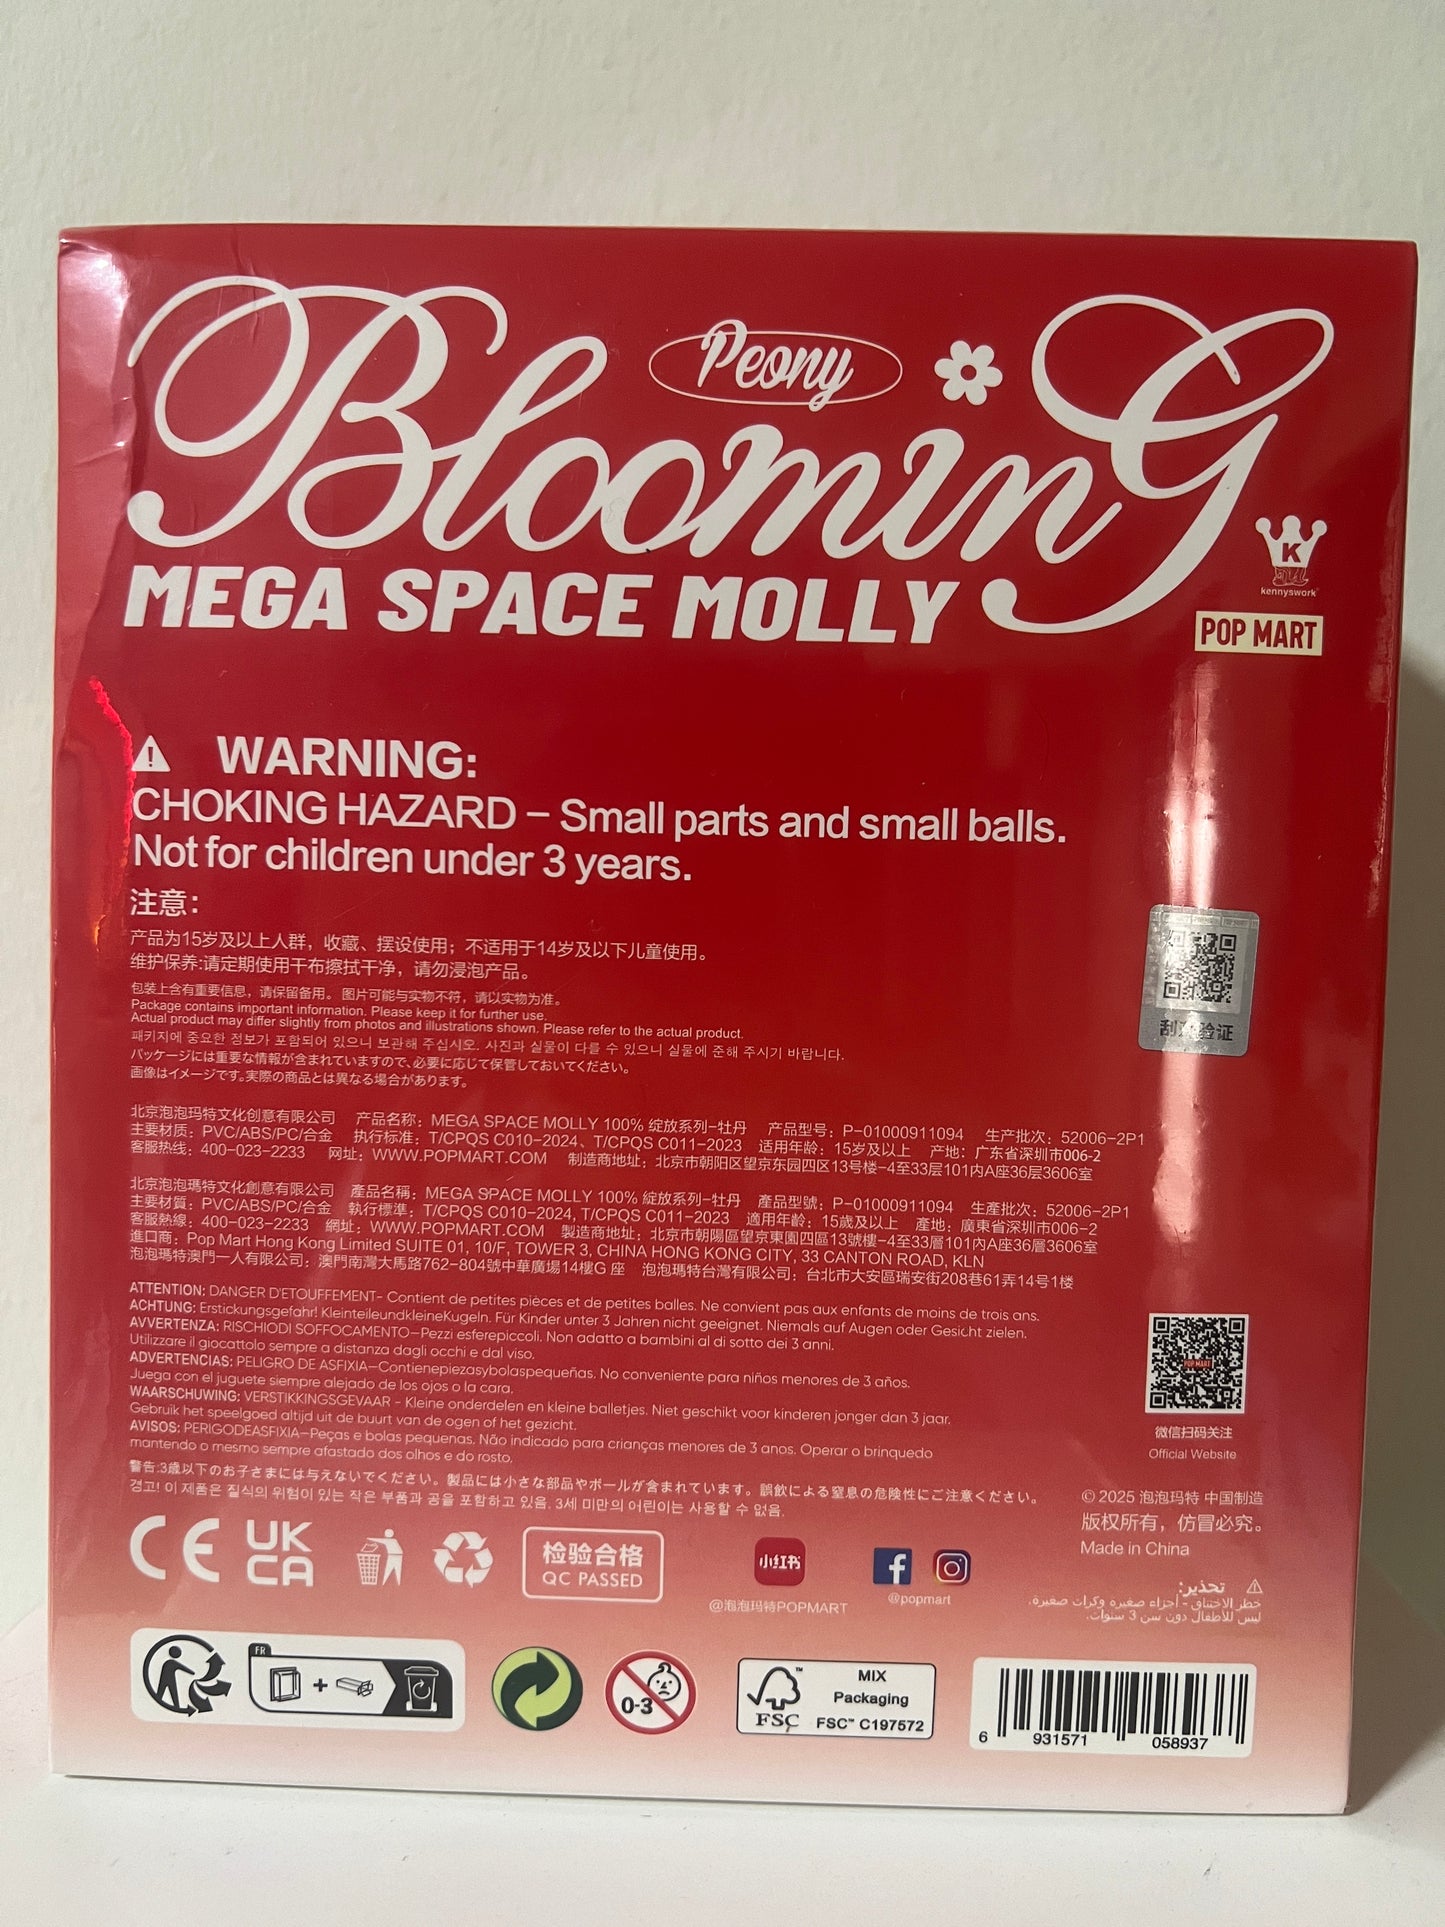 Peony
Blooming
MEGA SPACE MOLLY
K
kennyswork
POP MART
WARNING:
CHOKING HAZARD – Small parts and small balls.
Not for children under 3 years.
注意：
产品为15岁及以上人群，收藏、摆设使用；不适用于14岁及以下儿童使用。
维护保养:请定期使用干布擦拭干净，请勿浸泡产品。
包装上含有重要信息，请保留备用。图片可能与实物不符，请以实物为准。
Package contains important information. Please keep it for further use.
Actual product may differ slightly from photos and illustrations shown. Please refer to the actual product.
패키지에 중요한 정보가 포함되어 있으니 보관해 주십시오. 사진과 실물이 다를 수 있으니 실물에 준해 주시기 바랍니다.
パッケージには重要な情報が含まれていますので、必要に応じて保管しておいてください。
画像はイメージです。実際の商品とは異なる場合があります。
验证
北京泡泡玛特文化创意有限公司 产品名称：MEGA SPACE MOLLY 100% 绽放系列-牡丹 产品型号：P-01000911094 生产批次：52006-2P1
主要材质：PVC/ABS/PC/合金 执行标准：T/CPQS C010-2024、T/CPQS C011-2023 适用年龄：15岁及以上 产地：广东省深圳市006-2
客服热线：400-023-2233 网址：WWW.POPMART.COM 制造商地址：北京市朝阳区望京东园四区13号楼-4至33层101内A座36层3606室
北京泡泡瑪特文化創意有限公司 產品名稱：MEGA SPACE MOLLY 100% 綻放系列-牡丹 產品型號：P-01000911094 生產批次：52006-2P1
主要材質：PVC/ABS/PC/合金 執行標準：T/CPQS C010-2024, T/CPQS C011-2023 適用年齡：15歲及以上 產地：廣東省深圳市006-2
客服熱線：400-023-2233 網址：WWW.POPMART.COM 製造商地址：北京市朝陽區望京東園四區13號樓-4至33層101內A座36層3606室
進口商：Pop Mart Hong Kong Limited SUITE 01, 10/F, TOWER 3, CHINA HONG KONG CITY, 33 CANTON ROAD, KLN
泡泡瑪特澳門一人有限公司：澳門南灣大馬路762-804號中華廣場14樓G 座 泡泡瑪特台灣有限公司：台北市大安區瑞安街208巷61弄14号1樓
ATTENTION: DANGER D'ETOUFFEMENT- Contient de petites pièces et de petites balles. Ne convient pas aux enfants de moins de trois ans.
ACHTUNG: Erstickungsgefahr! KleinteileundkleineKugeln. Für Kinder unter 3 Jahren nicht geeignet. Niemals auf Augen oder Gesicht zielen.
AVVERTENZA: RISCHIODI SOFFOCAMENTO–Pezzi esferepiccoli. Non adatto a bambini al di sotto dei 3 anni.
Utilizzare il giocattolo sempre a distanza dagli occhi e dal viso.
ADVERTENCIAS: PELIGRO DE ASFIXIA–Contienepiezasybolaspequeñas. No conveniente para niños menores de 3 años.
Juega con el juguete siempre alejado de los ojos o la cara.
WAARSCHUWING: VERSTIKKINGSGEVAAR - Kleine onderdelen en kleine balletjes. Niet geschikt voor kinderen jonger dan 3 jaar.
Gebruik het speelgoed altijd uit de buurt van de ogen of het gezicht.
AVISOS: PERIGODEASFIXIA–Peças e bolas pequenas. Não indicado para crianças menores de 3 anos. Operar o brinquedo
mantendo o mesmo sempre afastado dos olhos e do rosto.
警告:3歳以下のお子さまには与えないでください。製品には小さな部品やボールが含まれています。誤飲による窒息の危険性にご注意ください。
경고! 이 제품은 질식의 위험이 있는 작은 부품과 공을 포함하고 있음. 3세 미만의 어린이는 사용할 수 없음.
POP MART
微信扫码关注
Official Website
© 2025 泡泡玛特 中国制造
版权所有，仿冒必究。
Made in China
تحذير:
خطر الاختناق - أجزاء صغيرة وكرات صغيرة.
ليس للأطفال دون سن 3 سنوات.
CE
UK
CA
检验合格
QC PASSED
小红书
@泡泡玛特POPMART
@popmart
FR
0-3
FSC
MIX
Packaging
FSC™ C197572
6 931571 058937